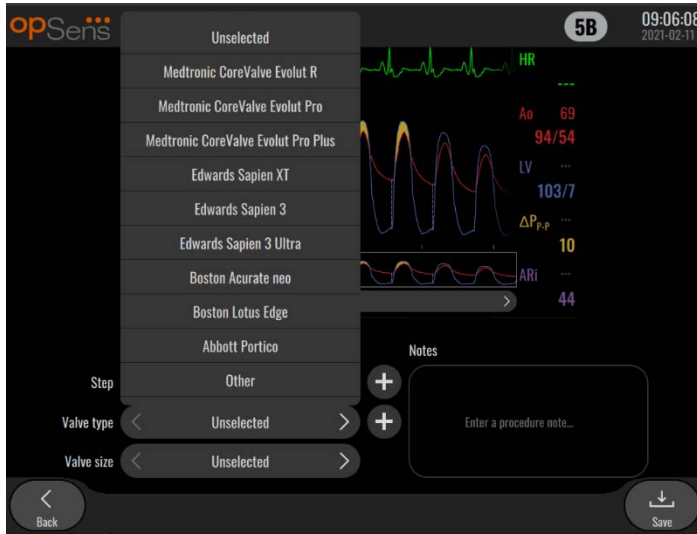 opSens
5B
09:06:08
2021-02-11
Unselected
Medtronic CoreValve Evolut R
Medtronic CoreValve Evolut Pro
Medtronic CoreValve Evolut Pro Plus
Edwards Sapien XT
Edwards Sapien 3
Edwards Sapien 3 Ultra
Boston Acurate neo
Boston Lotus Edge
Abbott Portico
Other
HR
---
Ao 69
94/54
LV ---
103/7
ΔPP-P ---
10
ARi ---
44
Step
Valve type Unselected
Valve size Unselected
Notes
Enter a procedure note...
Back
Save